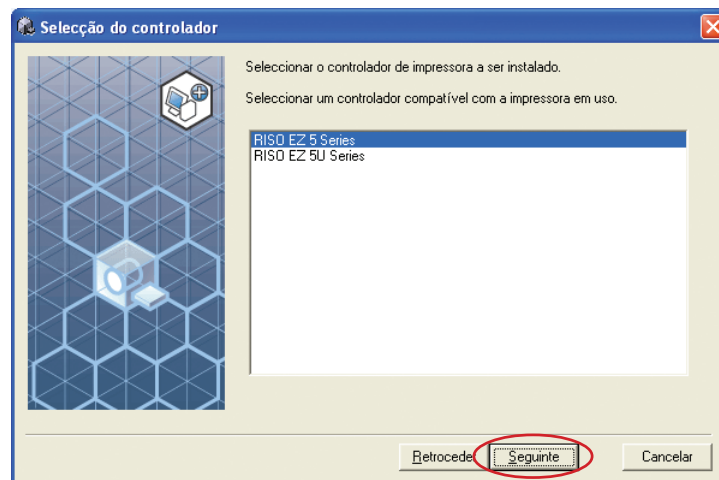 Selecção do controlador
Seleccionar o controlador de impressora a ser instalado.
Seleccionar um controlador compatível com a impressora em uso.
RISO EZ 5 Series
RISO EZ 5U Series
Retroceder Seguinte Cancelar